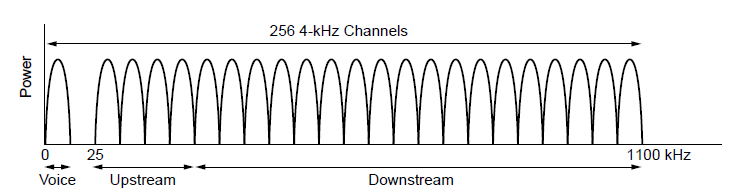 256 4-kHz Channels
Power
0 25 1100 kHz
Voice Upstream Downstream